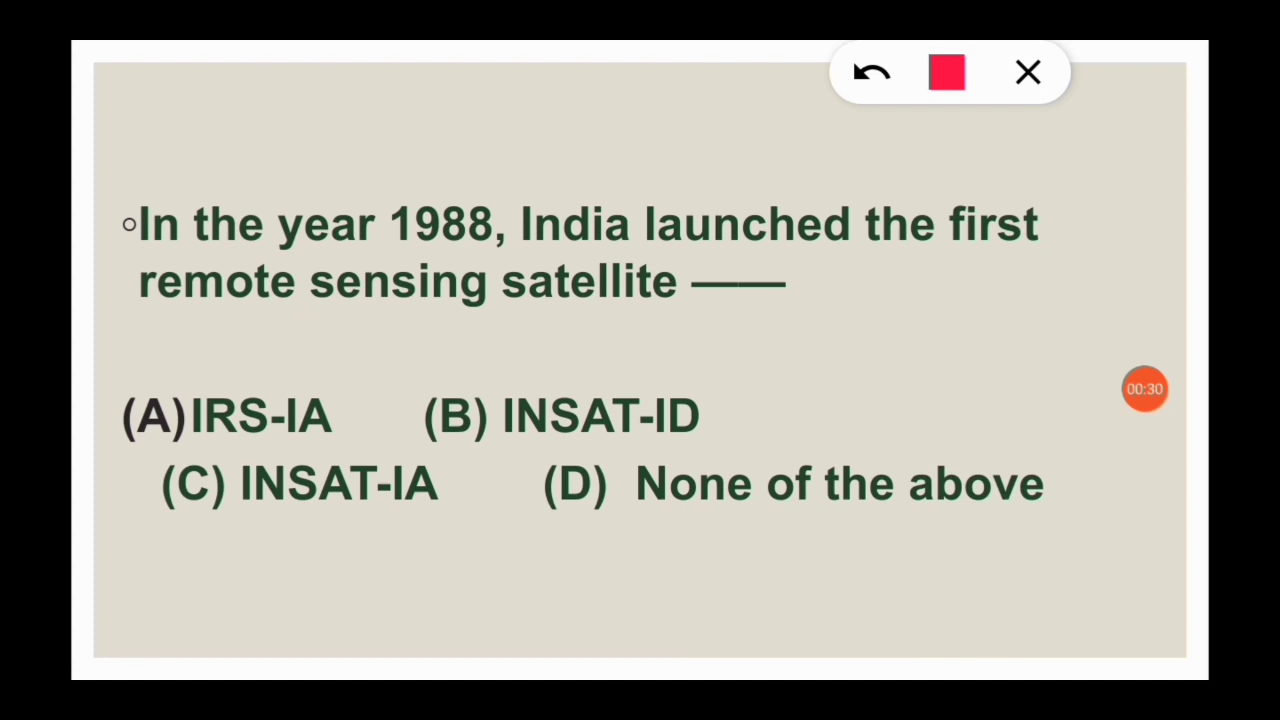 ◦In the year 1988, India launched the first
remote sensing satellite ——
(A)IRS-IA (B) INSAT-ID
(C) INSAT-IA (D) None of the above
00:30